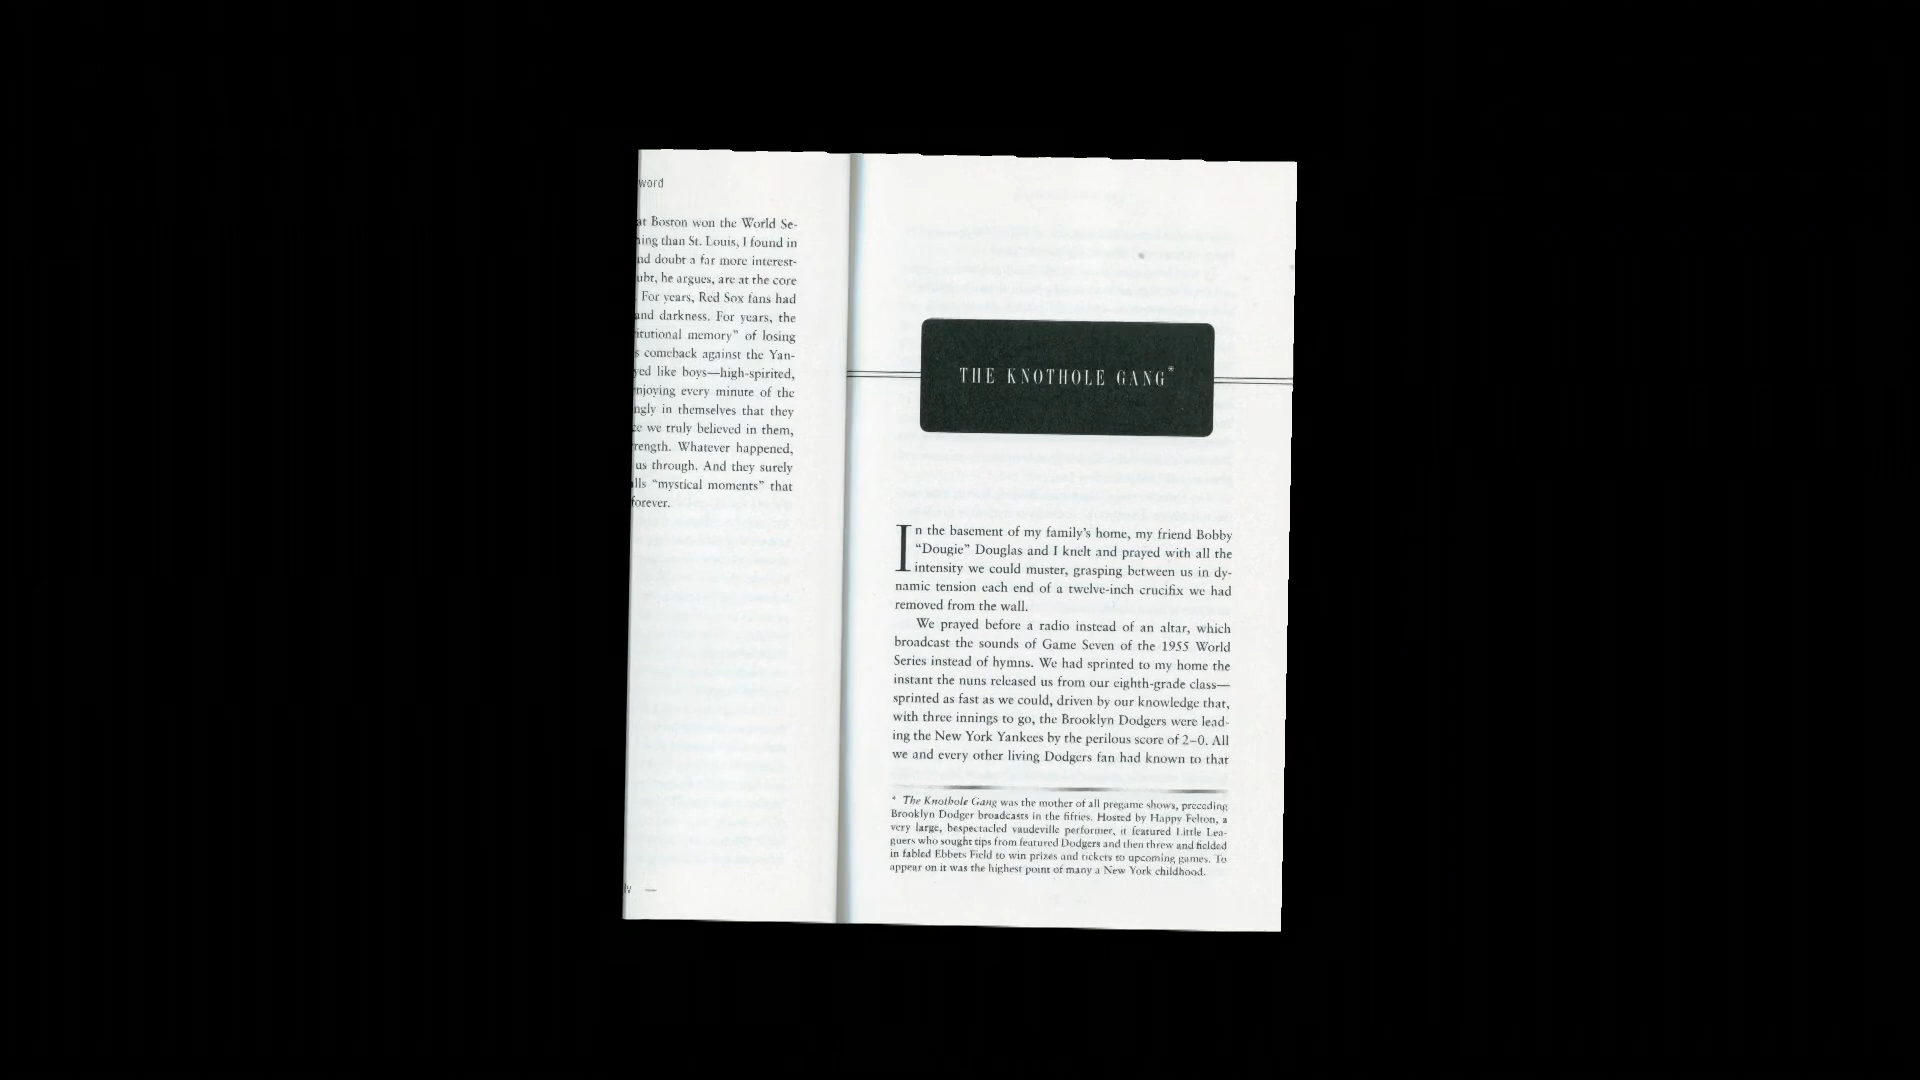 word
at Boston won the World Se-
ing than St. Louis, I found in
nd doubt a far more interest-
ubt, he argues, are at the core
For years, Red Sox fans had
and darkness. For years, the
itutional memory” of losing
s comeback against the Yan-
yed like boys—high-spirited,
njoying every minute of the
ngly in themselves that they
ce we truly believed in them,
rength. Whatever happened,
us through. And they surely
lls “mystical moments” that
forever.
iv —
THE KNOTHOLE GANG*
In the basement of my family’s home, my friend Bobby
“Dougie” Douglas and I knelt and prayed with all the
intensity we could muster, grasping between us in dy-
namic tension each end of a twelve-inch crucifix we had
removed from the wall.
We prayed before a radio instead of an altar, which
broadcast the sounds of Game Seven of the 1955 World
Series instead of hymns. We had sprinted to my home the
instant the nuns released us from our eighth-grade class—
sprinted as fast as we could, driven by our knowledge that,
with three innings to go, the Brooklyn Dodgers were lead-
ing the New York Yankees by the perilous score of 2–0. All
we and every other living Dodgers fan had known to that
* The Knothole Gang was the mother of all pregame shows, preceding
Brooklyn Dodger broadcasts in the fifties. Hosted by Happy Felton, a
very large, bespectacled vaudeville performer, it featured Little Lea-
guers who sought tips from featured Dodgers and then threw and fielded
in fabled Ebbets Field to win prizes and tickets to upcoming games. To
appear on it was the highest point of many a New York childhood.